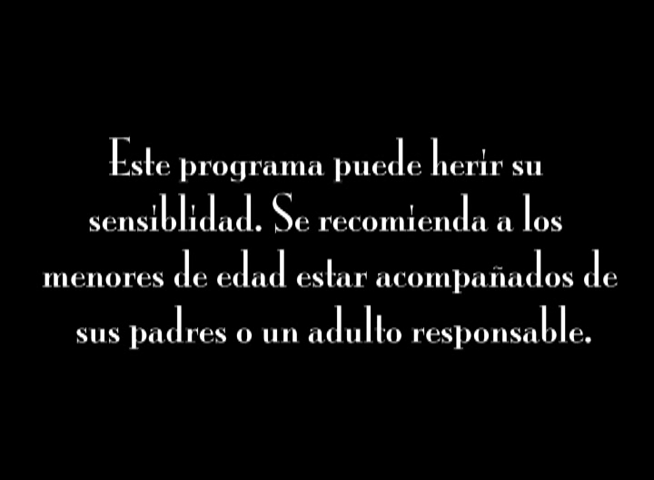 Este programa puede herir su
sensiblidad. Se recomienda a los
menores de edad estar acompañados de
sus padres o un adulto responsable.